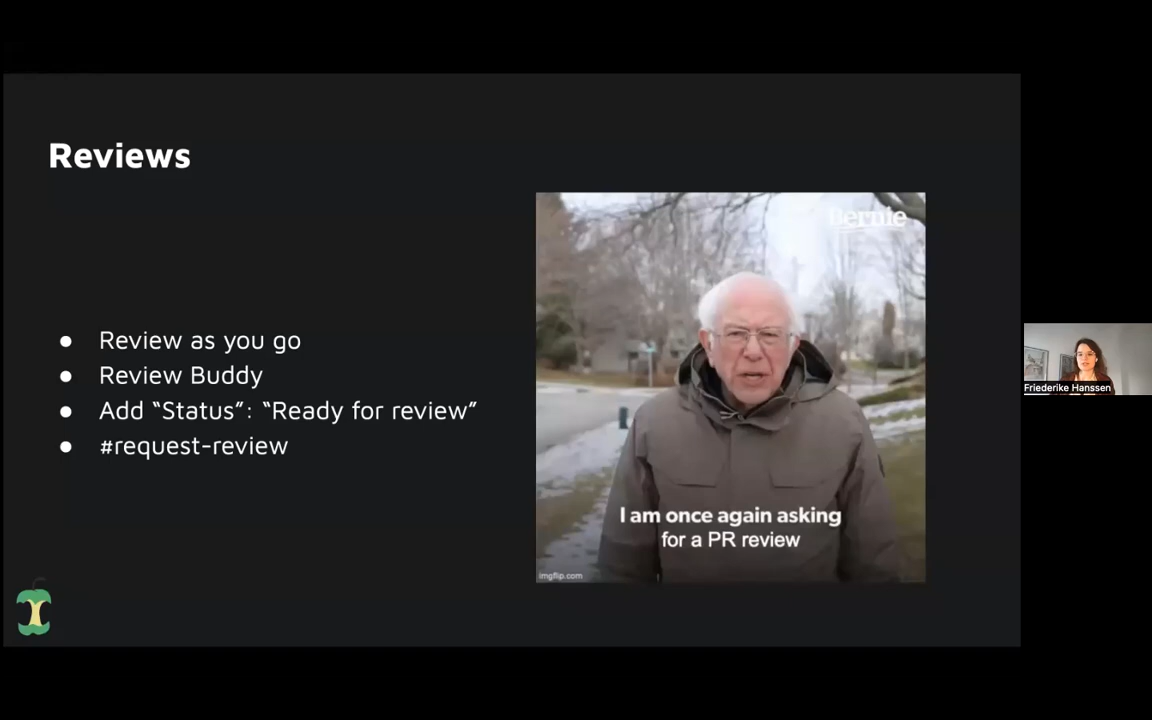 Reviews
Bernie
● Review as you go
● Review Buddy
● Add “Status”: “Ready for review”
● #request-review
I am once again asking
for a PR review
imgflip.com
Friederike Hanssen